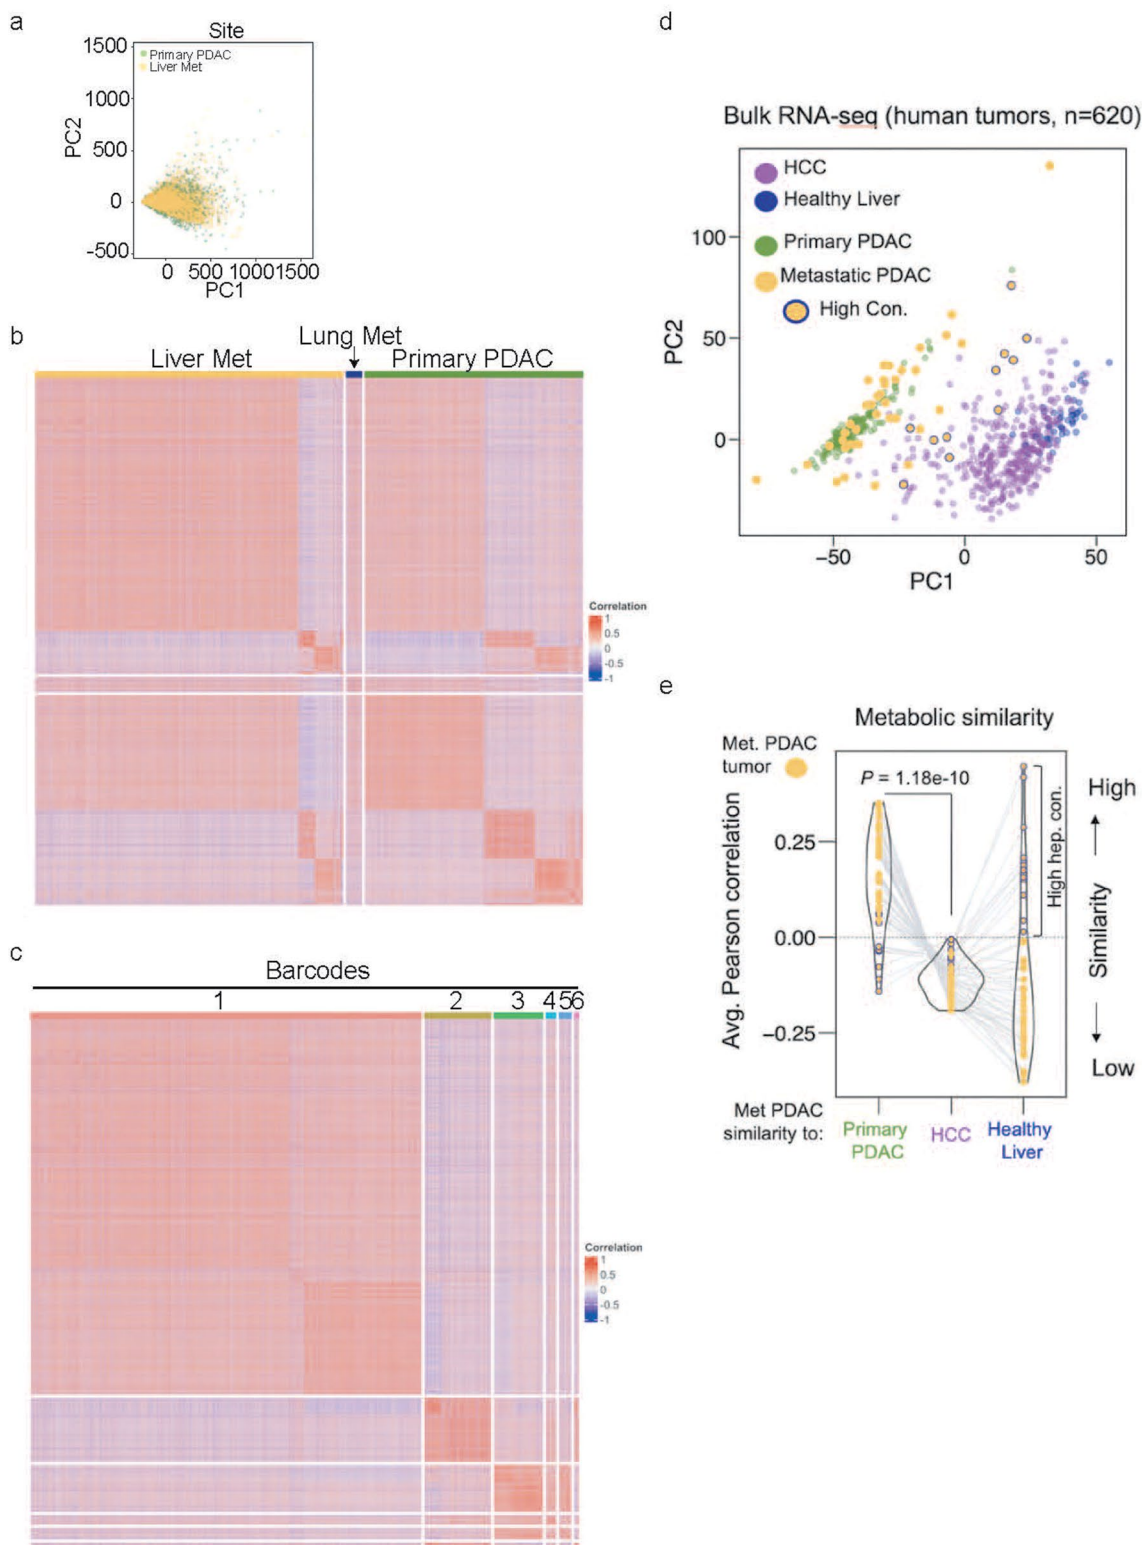 a
Site
Primary PDAC
Liver Met
1500
1000
500
0
-500
PC2
0 500 1000 1500
PC1
b
Lung Met
Liver Met
Primary PDAC
Correlation
1
0.5
0
-0.5
-1
c
Barcodes
1 2 3 4 5 6
Correlation
1
0.5
0
-0.5
-1
d
Bulk RNA-seq (human tumors, n=620)
HCC
Healthy Liver
Primary PDAC
Metastatic PDAC
High Con.
100
50
0
PC2
−50 0 50
PC1
e
Metabolic similarity
Met. PDAC
tumor
P = 1.18e-10
High hep. con.
High
Similarity
Low
0.25
0.00
−0.25
Avg. Pearson correlation
Met PDAC
similarity to:
Primary
PDAC
HCC
Healthy
Liver